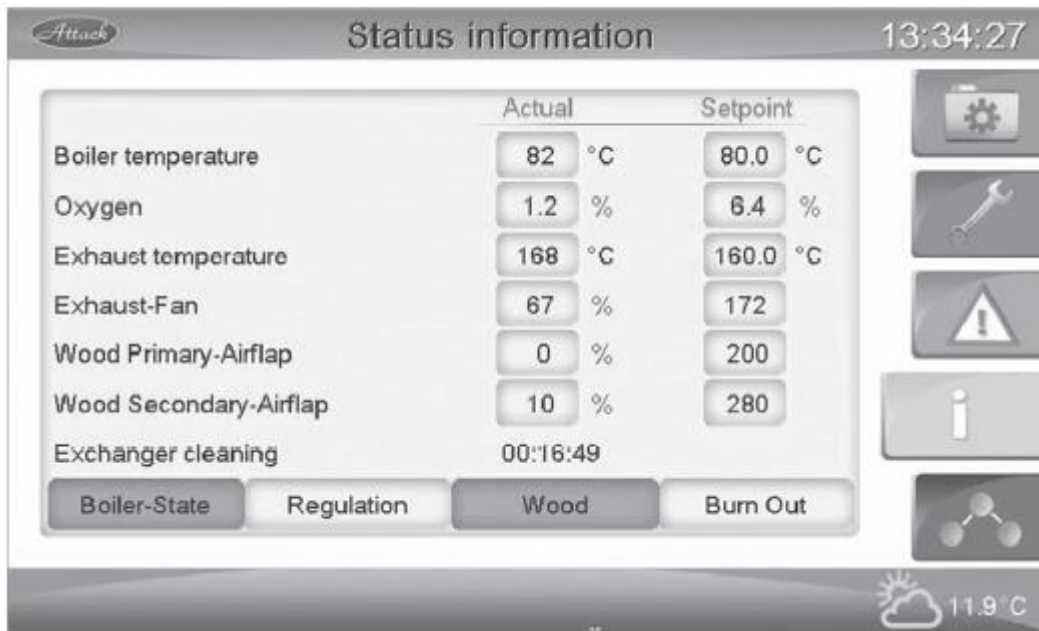 Attack Status information 13:34:27
Actual Setpoint
Boiler temperature 82 °C 80.0 °C
Oxygen 1.2 % 6.4 %
Exhaust temperature 168 °C 160.0 °C
Exhaust-Fan 67 % 172
Wood Primary-Airflap 0 % 200
Wood Secondary-Airflap 10 % 280
Exchanger cleaning 00:16:49
Boiler-State Regulation Wood Burn Out
11.9°C